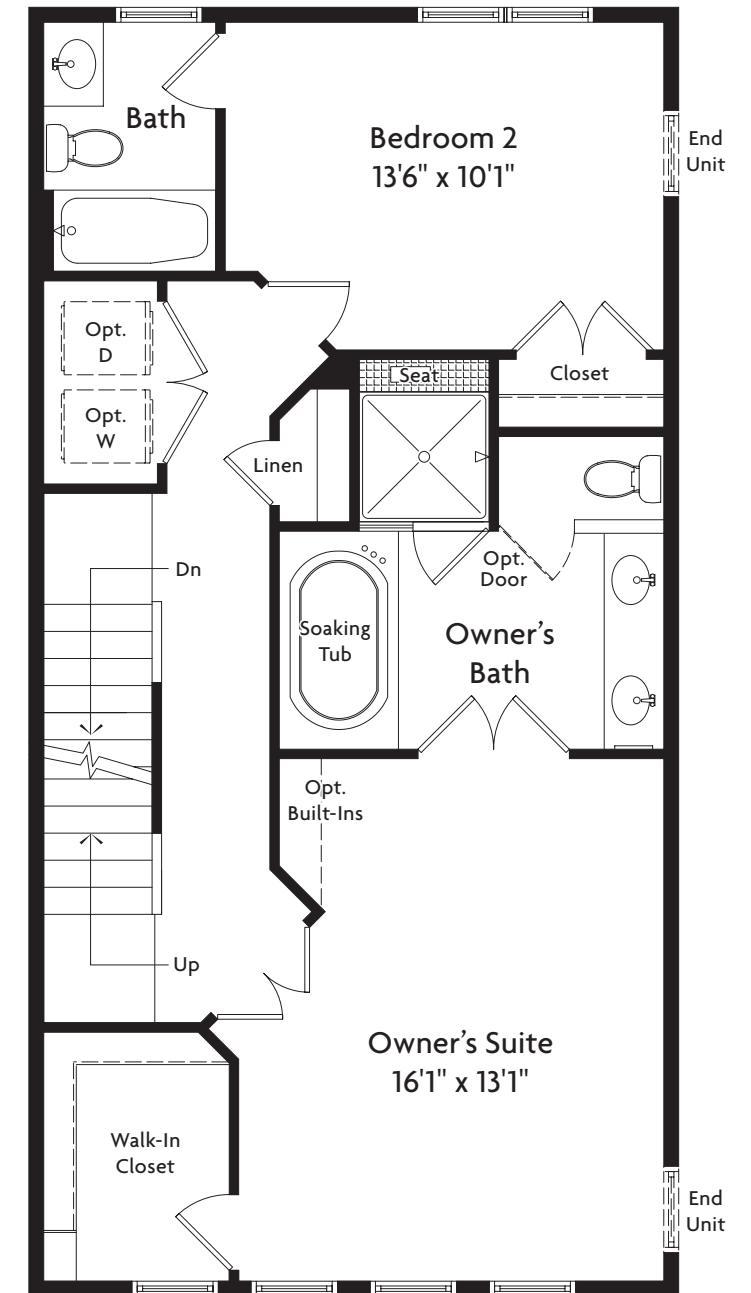 Bath
Bedroom 2
13'6" x 10'1"
End
Unit
Opt.
D
Opt.
W
Seat
Closet
Linen
Dn
Opt.
Door
Soaking
Tub
Owner's
Bath
Opt.
Built-Ins
Up
Owner's Suite
16'1" x 13'1"
Walk-In
Closet
End
Unit